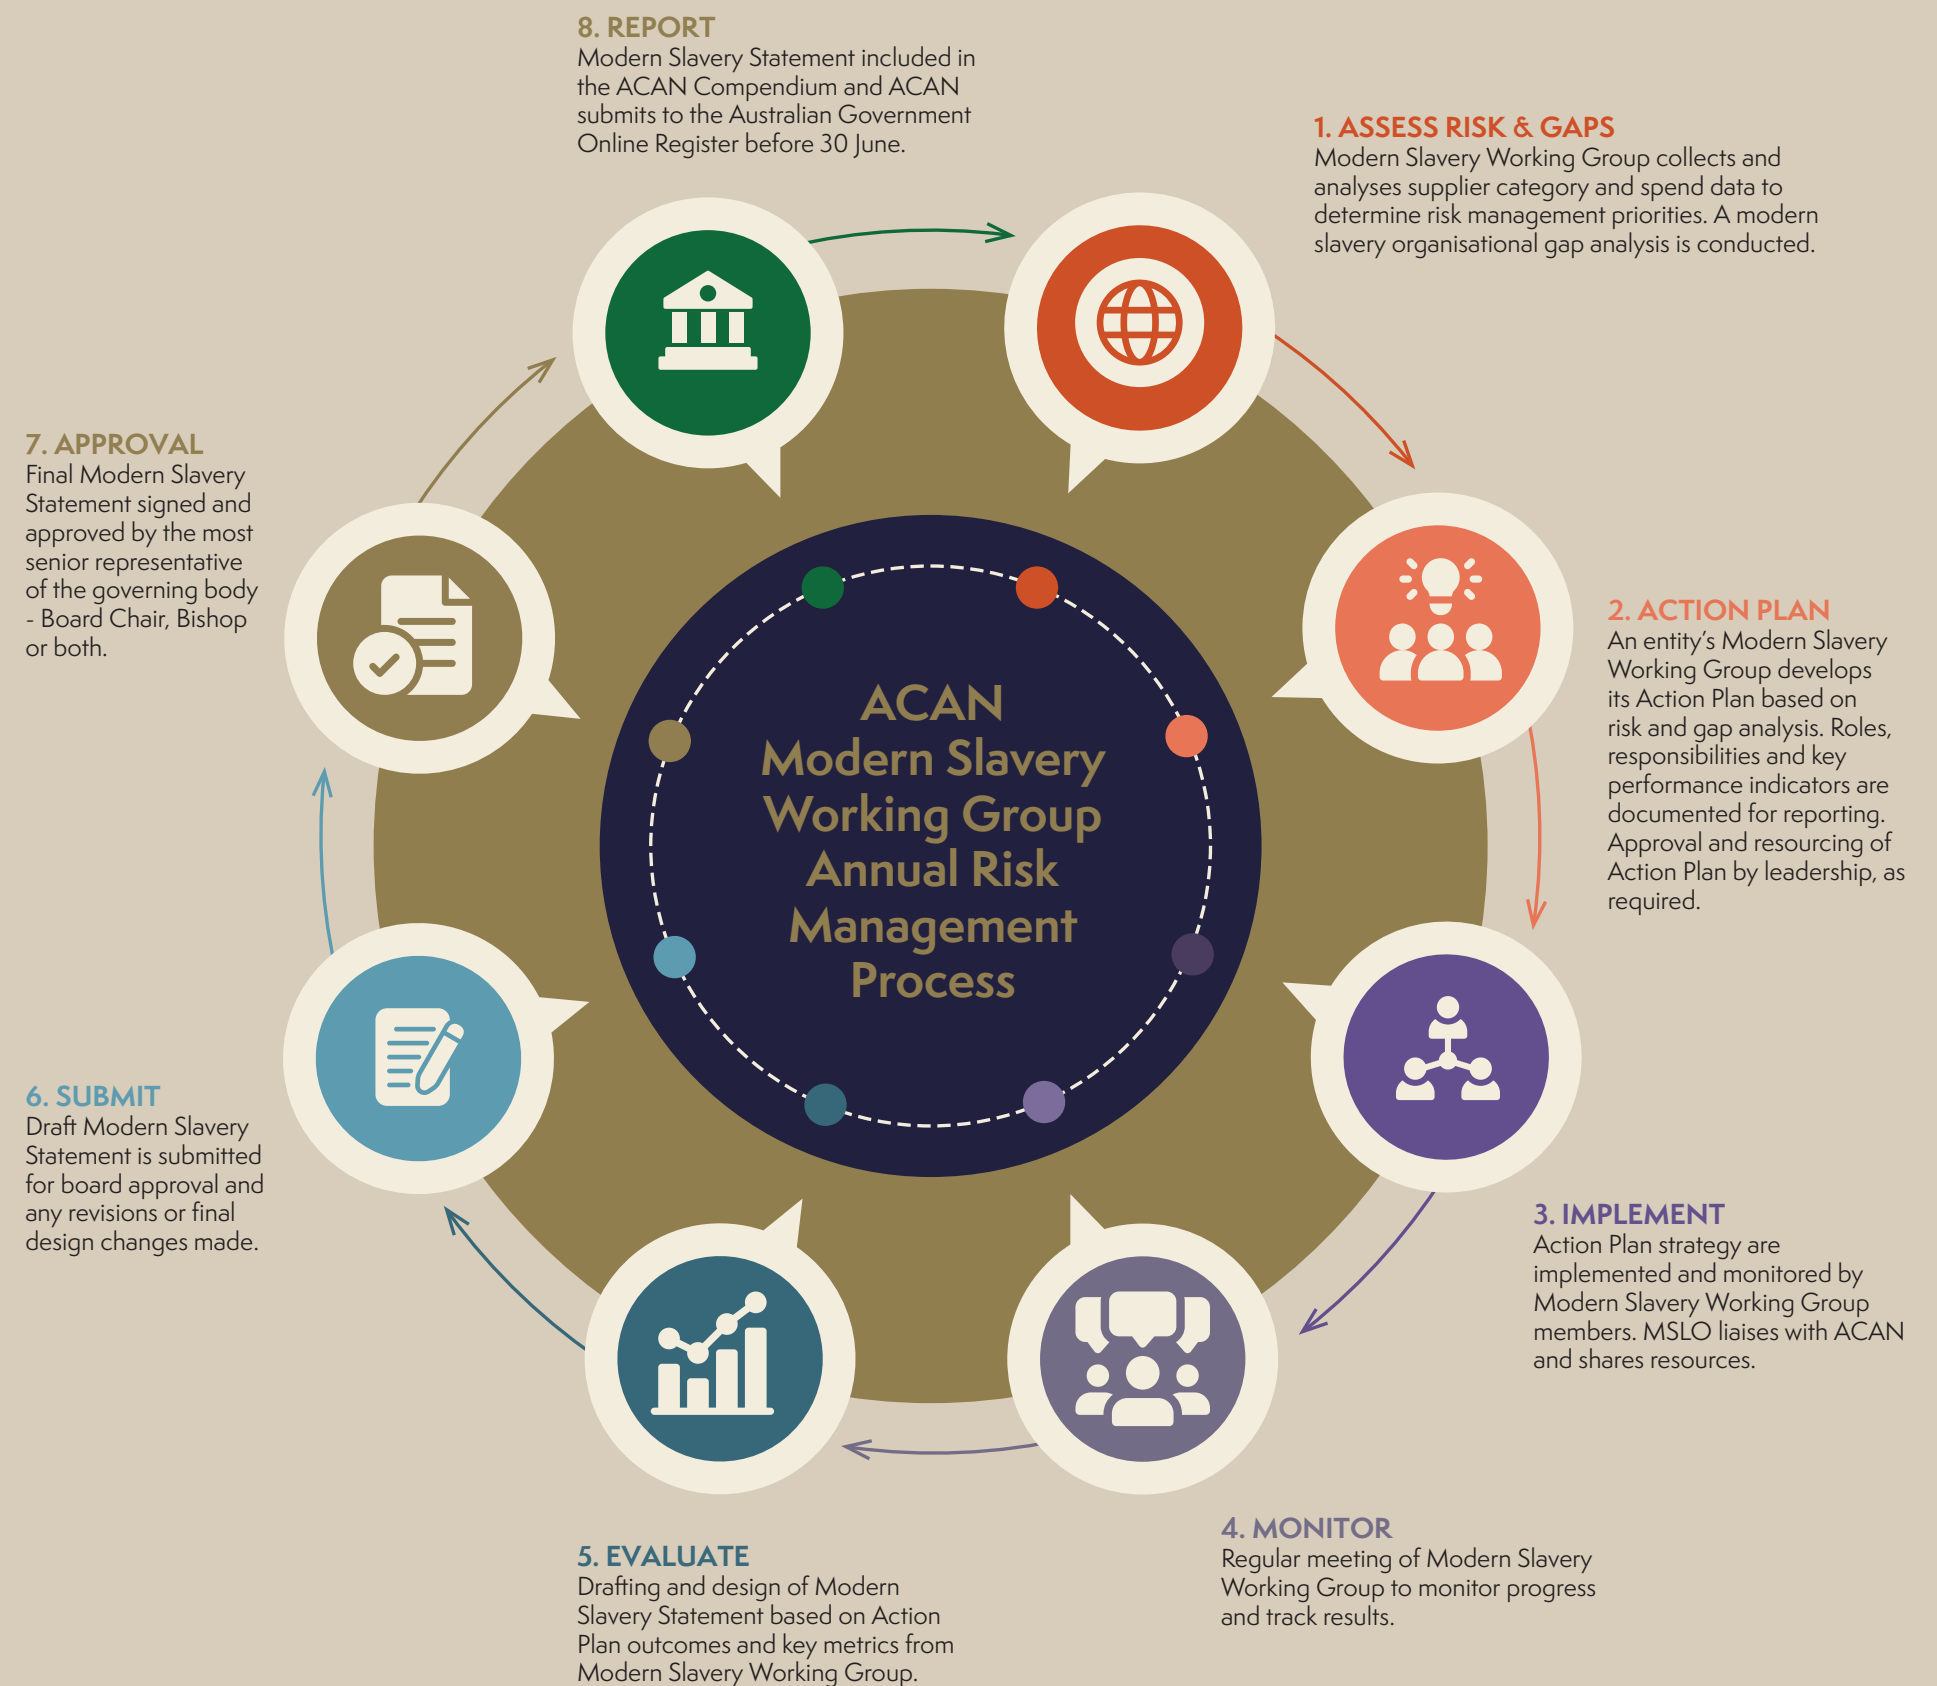 8. REPORT
Modern Slavery Statement included in
the ACAN Compendium and ACAN
submits to the Australian Government
Online Register before 30 June.
1. ASSESS RISK & GAPS
Modern Slavery Working Group collects and
analyses supplier category and spend data to
determine risk management priorities. A modern
slavery organisational gap analysis is conducted.
7. APPROVAL
Final Modern Slavery
Statement signed and
approved by the most
senior representative
of the governing body
- Board Chair, Bishop
or both.
2. ACTION PLAN
An entity’s Modern Slavery
Working Group develops
its Action Plan based on
risk and gap analysis. Roles,
responsibilities and key
performance indicators are
documented for reporting.
Approval and resourcing of
Action Plan by leadership, as
required.
ACAN
Modern Slavery
Working Group
Annual Risk
Management
Process
6. SUBMIT
Draft Modern Slavery
Statement is submitted
for board approval and
any revisions or final
design changes made.
3. IMPLEMENT
Action Plan strategy are
implemented and monitored by
Modern Slavery Working Group
members. MSLO liaises with ACAN
and shares resources.
5. EVALUATE
Drafting and design of Modern
Slavery Statement based on Action
Plan outcomes and key metrics from
Modern Slavery Working Group.
4. MONITOR
Regular meeting of Modern Slavery
Working Group to monitor progress
and track results.